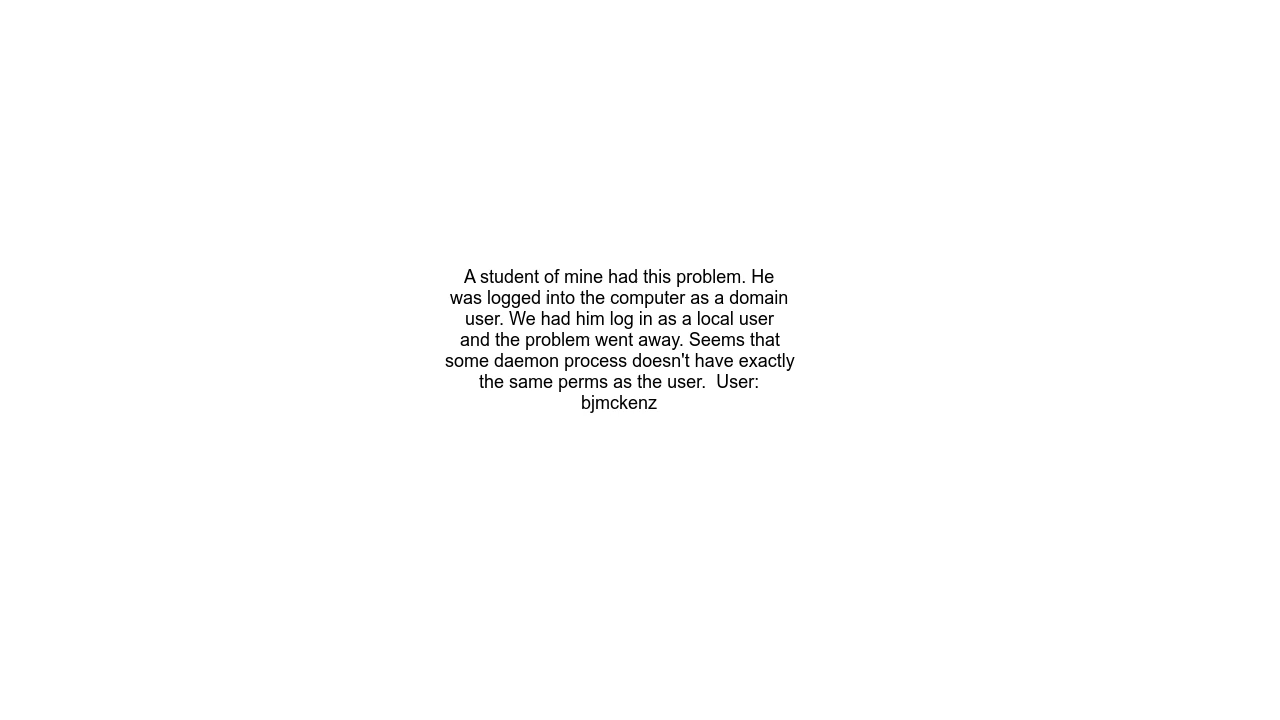 A student of mine had this problem. He
was logged into the computer as a domain
user. We had him log in as a local user
and the problem went away. Seems that
some daemon process doesn't have exactly
the same perms as the user.  User:
bjmckenz